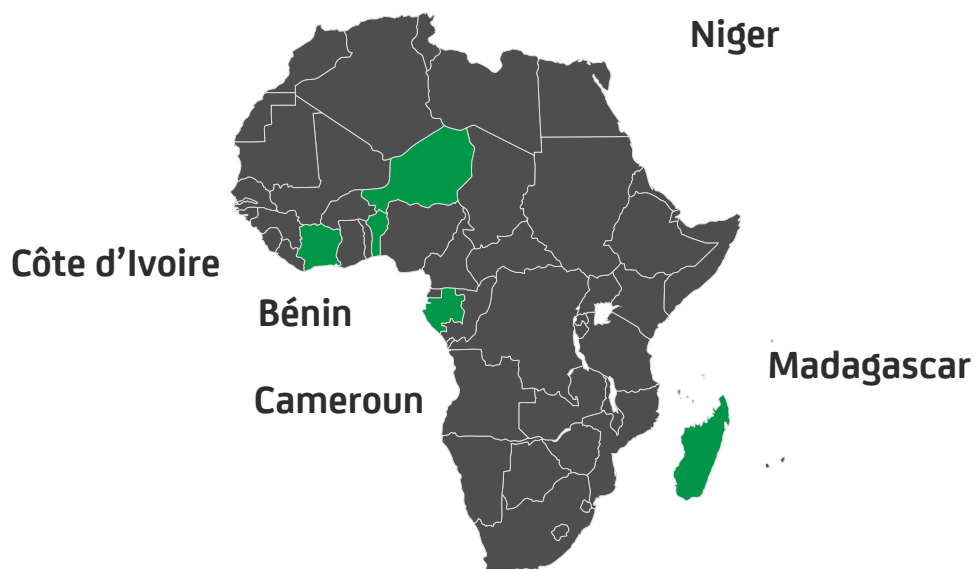 Niger
Côte d’Ivoire
Bénin
Madagascar
Cameroun